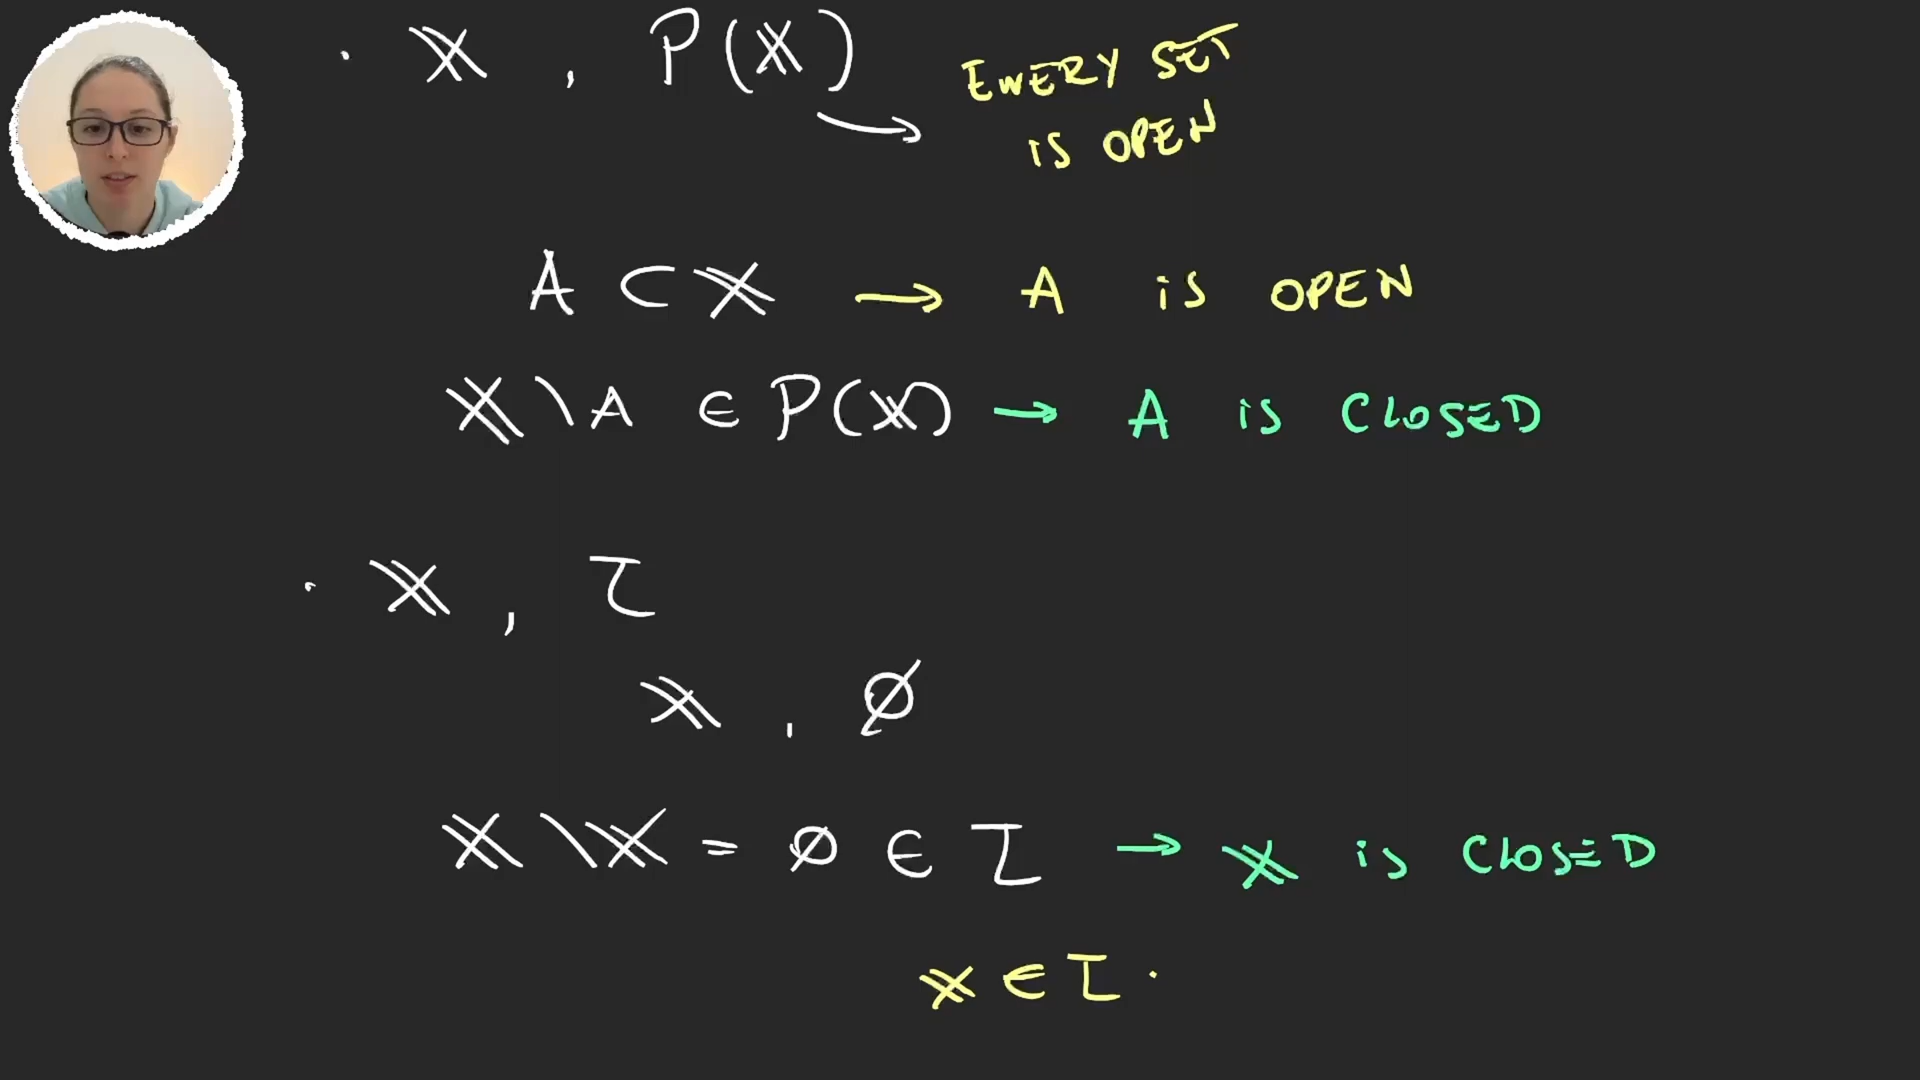 · 𝕏 , P(𝕏) EWERY SET
→ IS OPEN
A ⊂ 𝕏 → A iS OPEN
𝕏 \ A ∈ P(𝕏) → A iS CLOSED
· 𝕏 , τ
𝕏 , ∅
𝕏 \ 𝕏 = ∅ ∈ τ → 𝕏 iS CLOSED
𝕏 ∈ τ ·